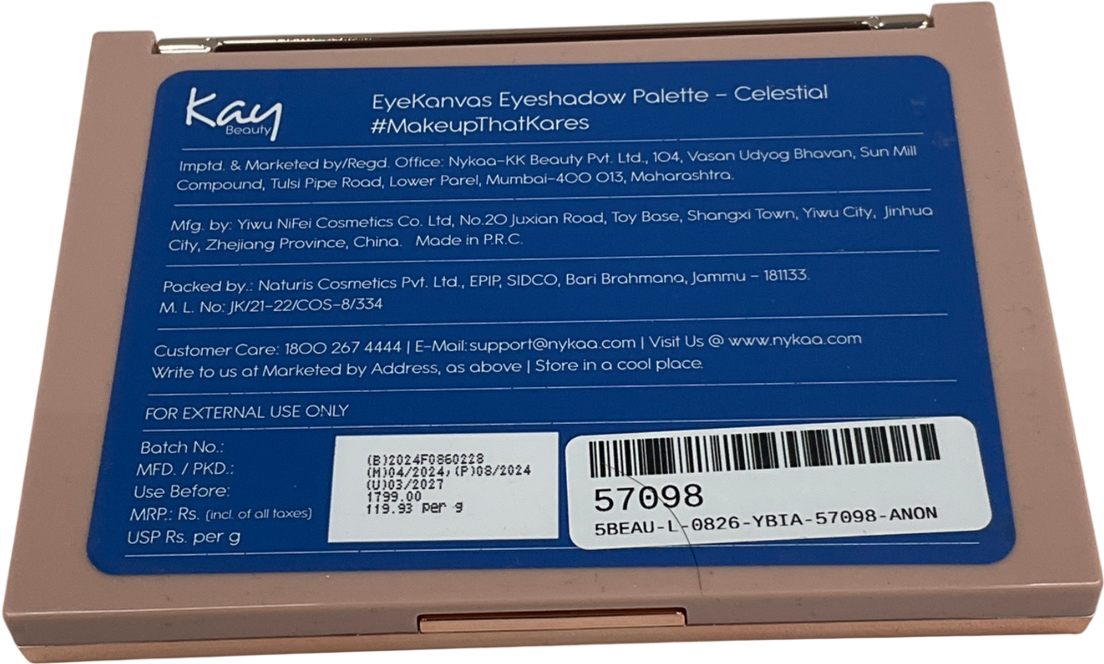 Kay
Beauty
EyeKanvas Eyeshadow Palette - Celestial
#MakeupThatKares
Imptd. & Marketed by/Regd. Office: Nykaa-KK Beauty Pvt. Ltd., 104, Vasan Udyog Bhavan, Sun Mill
Compound, Tulsi Pipe Road, Lower Parel, Mumbai-400 013, Maharashtra.
Mfg. by: Yiwu NiFei Cosmetics Co. Ltd, No.20 Juxian Road, Toy Base, Shangxi Town, Yiwu City, Jinhua
City, Zhejiang Province, China. Made in P.R.C.
Packed by.: Naturis Cosmetics Pvt. Ltd., EPIP, SIDCO, Bari Brahmana, Jammu - 181133.
M. L. No: JK/21-22/COS-8/334
Customer Care: 1800 267 4444 | E-Mail: support@nykaa.com | Visit Us @ www.nykaa.com
Write to us at Marketed by Address, as above | Store in a cool place.
FOR EXTERNAL USE ONLY
Batch No.:
MFD. / PKD.:
Use Before:
MRP.: Rs. (incl. of all taxes)
USP Rs. per g
(B)2024F0860228
(M)04/2024,(P)08/2024
(U)03/2027
1799.00
119.93 per g
57098
5BEAU-L-0826-YBIA-57098-ANON